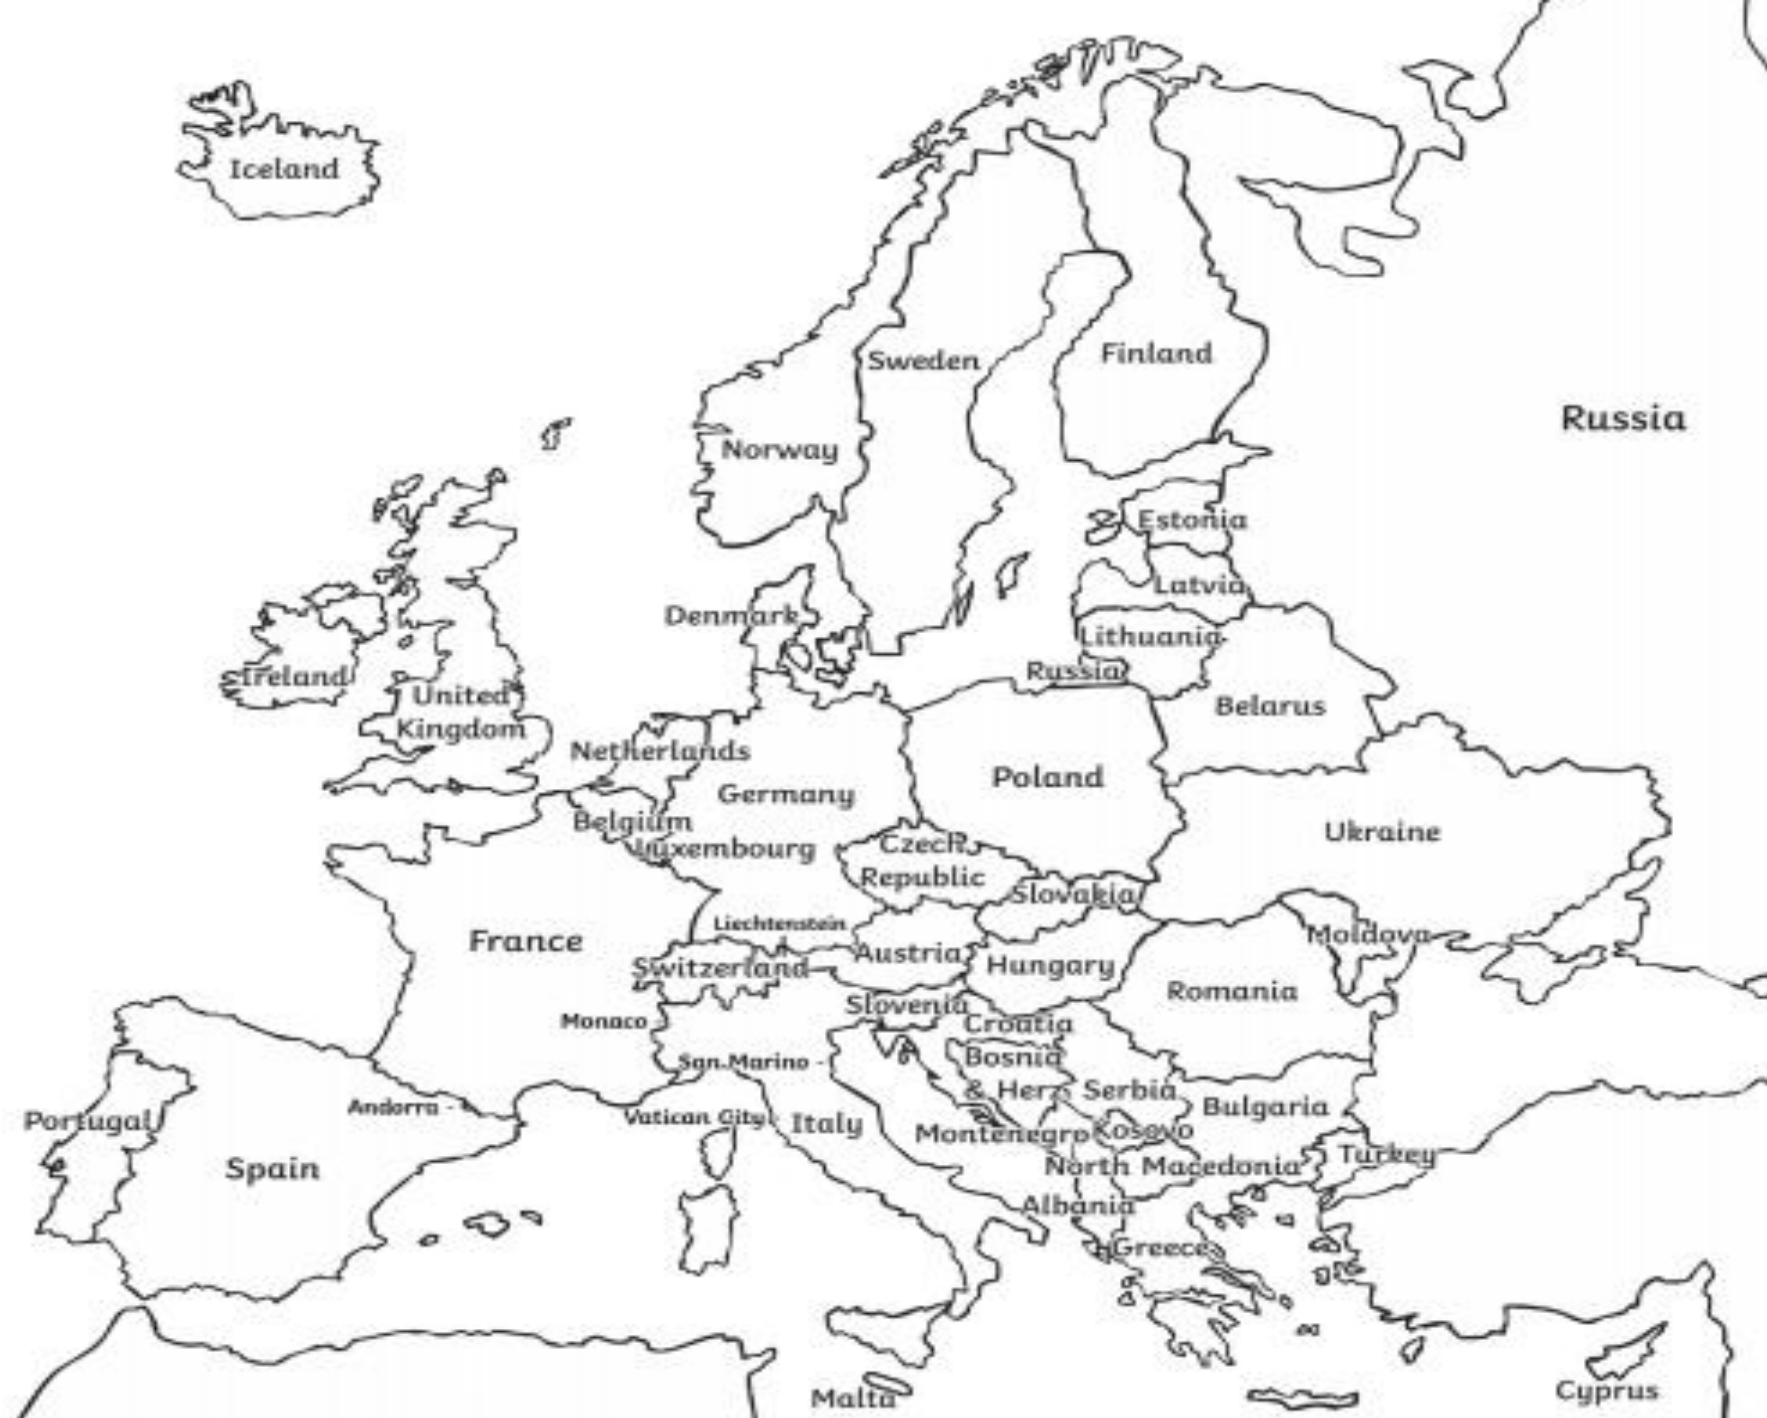 Iceland
Sweden
Finland
Russia
Norway
Estonia
Latvia
Denmark
Lithuania
Russia
Ireland
United
Kingdom
Belarus
Netherlands
Poland
Germany
Belgium
Ukraine
Luxembourg
Czech
Republic
Slovakia
Liechtenstein
France
Moldova
Austria
Switzerland
Hungary
Romania
Slovenia
Monaco
Croatia
San Marino
Bosnia
& Herz
Serbia
Andorra
Bulgaria
Portugal
Vatican City
Italy
Montenegro
Kosovo
Turkey
Spain
North Macedonia
Albania
Greece
Malta
Cyprus